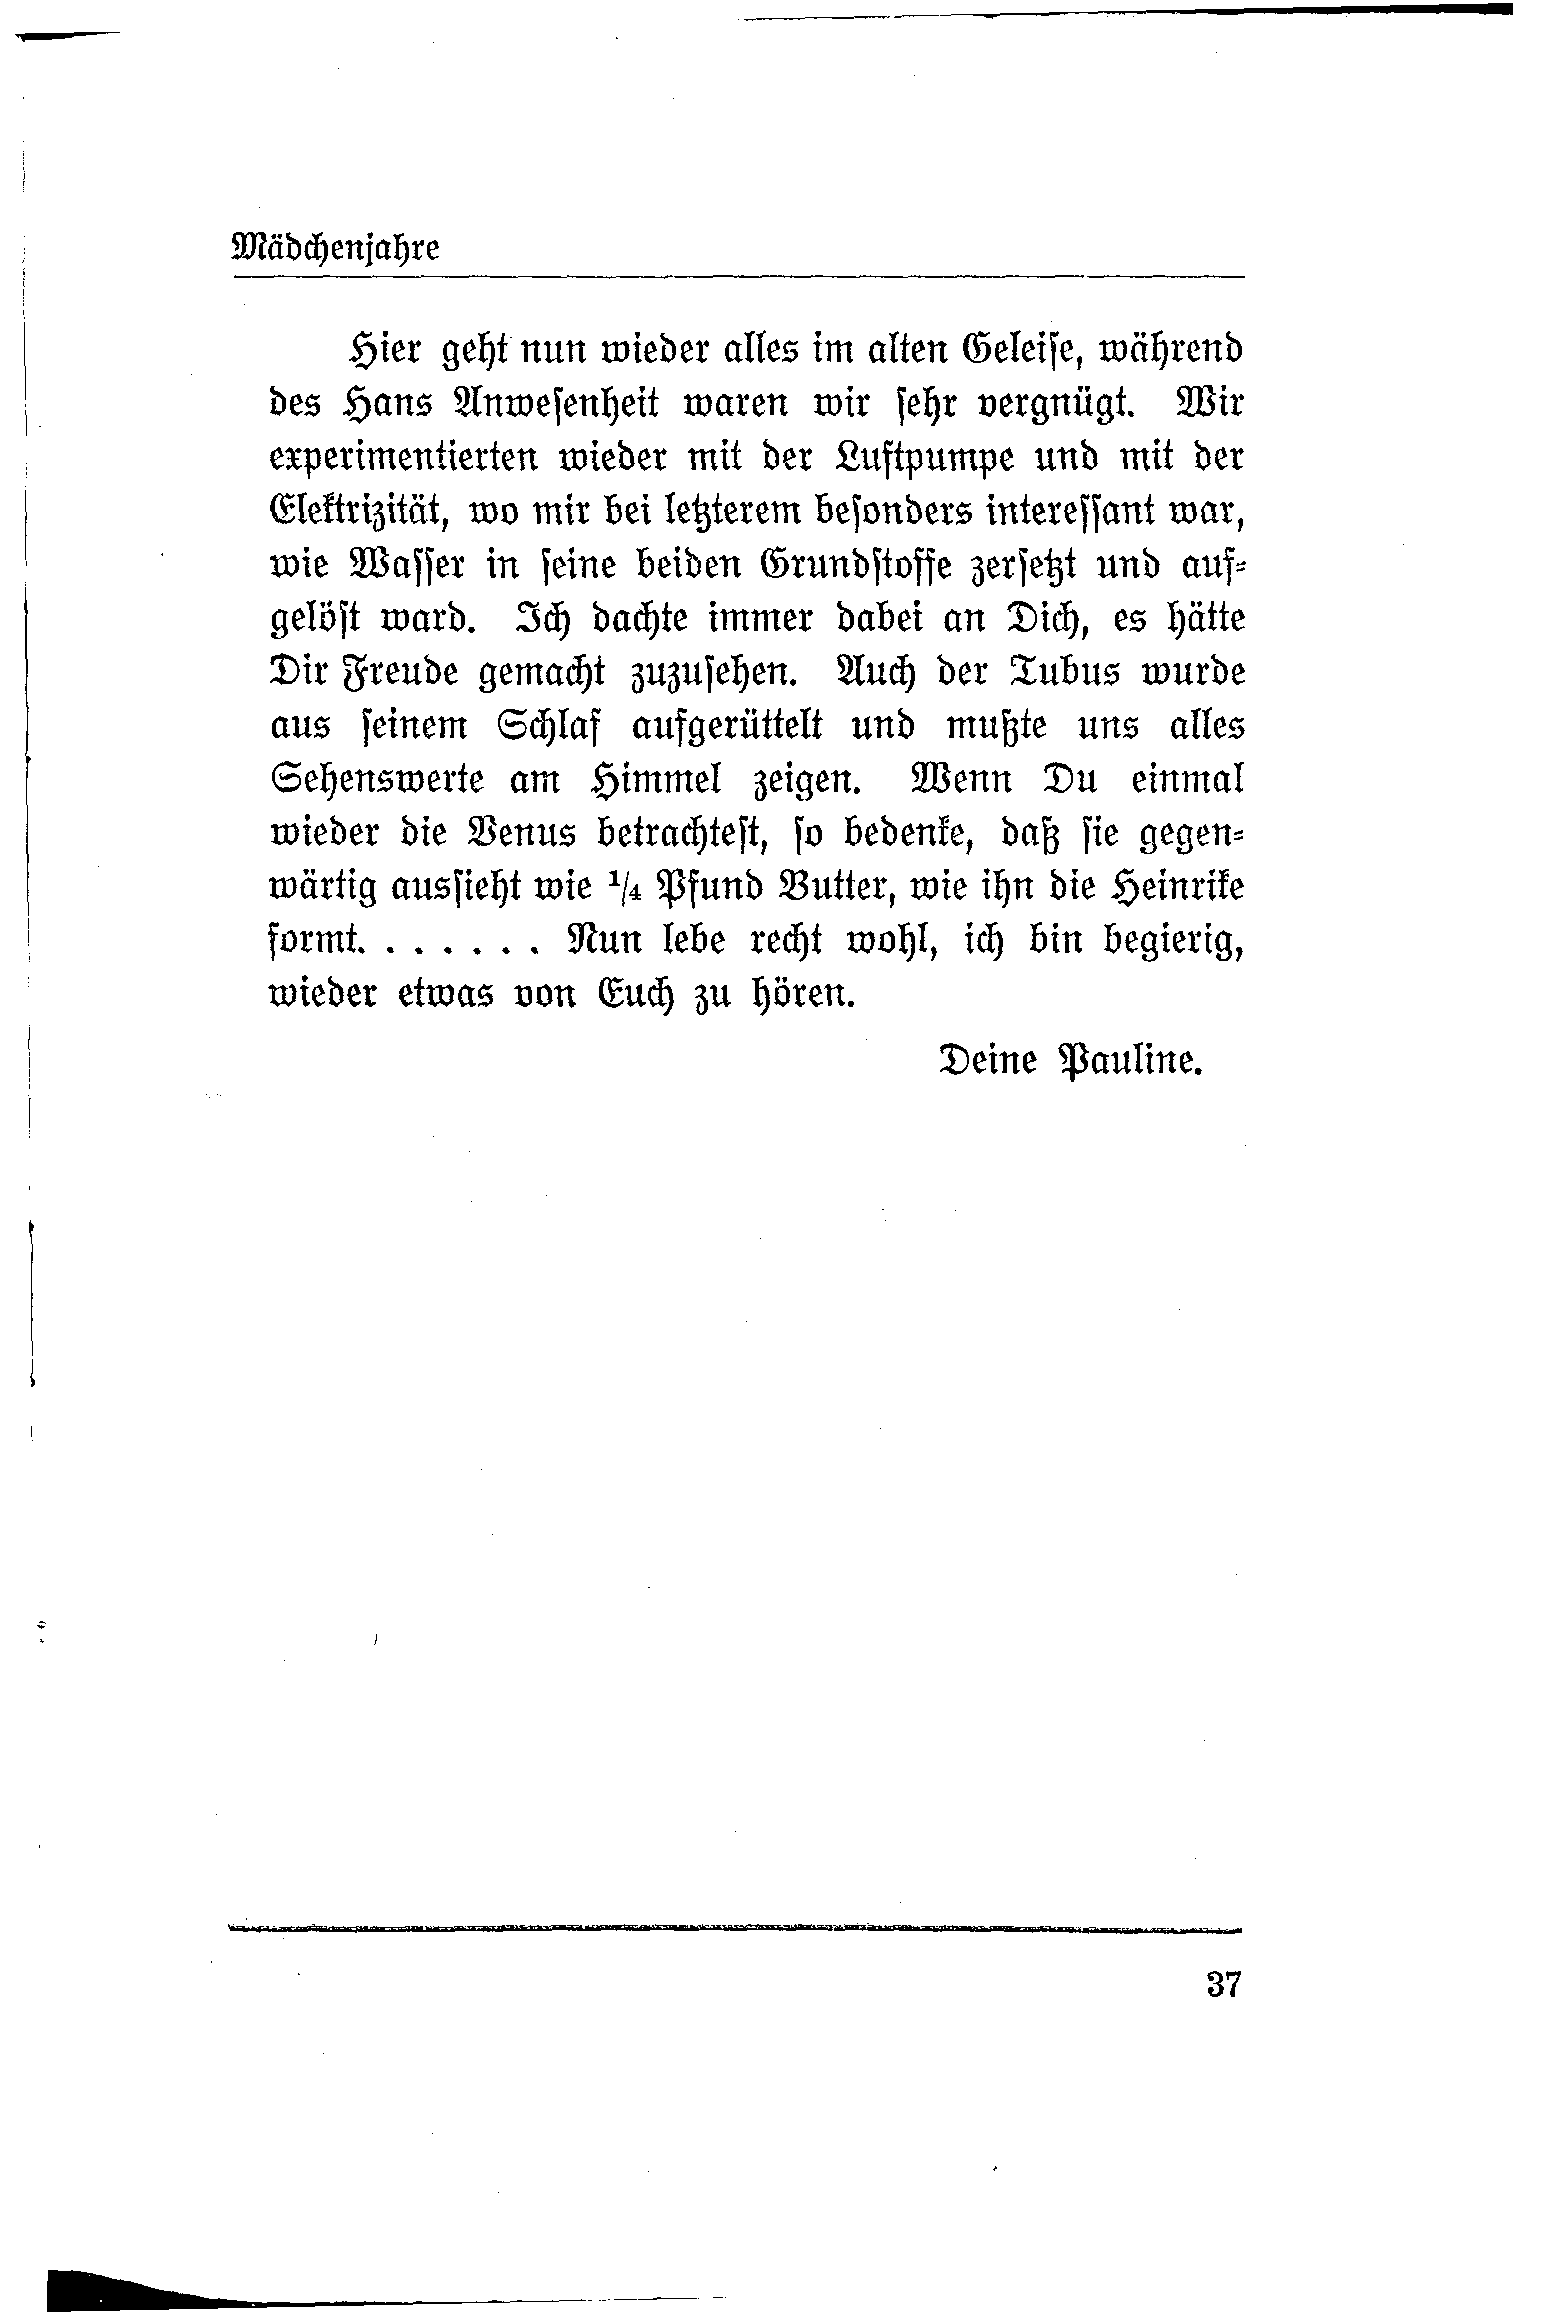 Mädchenjahre
Hier geht nun wieder alles im alten Geleise, während
des Hans Anwesenheit waren wir sehr vergnügt. Wir
experimentierten wieder mit der Luftpumpe und mit der
Elektrizität, wo mir bei letzterem besonders interessant war,
wie Wasser in seine beiden Grundstoffe zersetzt und auf-
gelöst ward. Ich dachte immer dabei an Dich, es hätte
Dir Freude gemacht zuzusehen. Auch der Tubus wurde
aus seinem Schlaf aufgerüttelt und mußte uns alles
Sehenswerte am Himmel zeigen. Wenn Du einmal
wieder die Venus betrachtest, so bedenke, daß sie gegen-
wärtig aussieht wie 1/4 Pfund Butter, wie ihn die Heinrike
formt. . . . . . . Nun lebe recht wohl, ich bin begierig,
wieder etwas von Euch zu hören.
Deine Pauline.
37